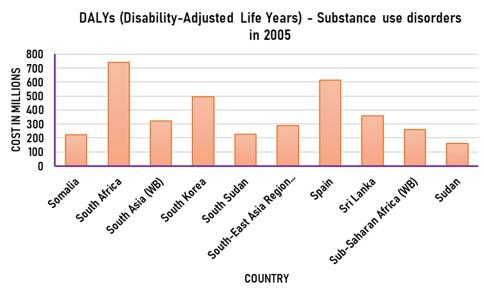 DALYs (Disability-Adjusted Life Years) - Substance use disorders
in 2005
COST IN MILLIONS
800
700
600
500
400
300
200
100
0
Somalia
South Africa
South Asia (WB)
South Korea
South Sudan
South-East Asia Region...
Spain
Sri Lanka
Sub-Saharan Africa (WB)
Sudan
COUNTRY